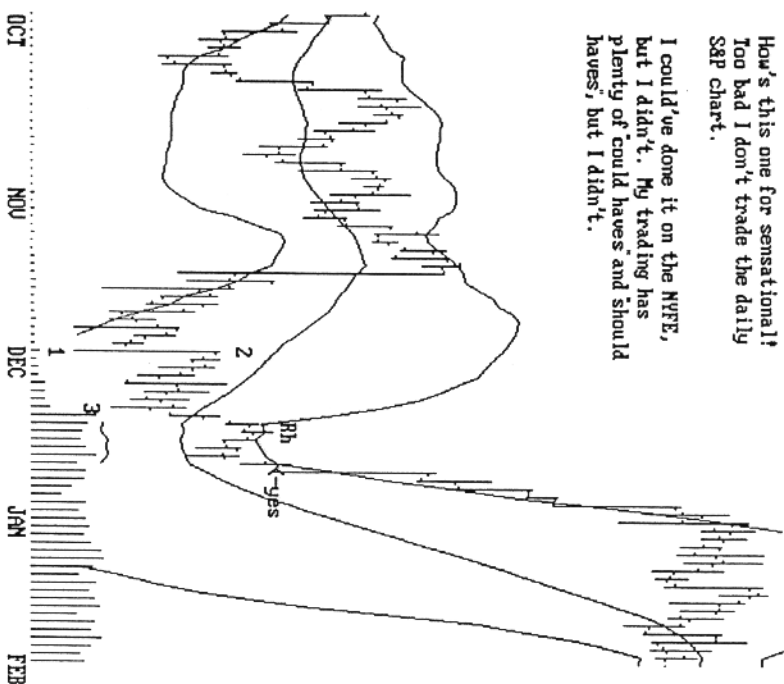 How's this one for sensational!
Too bad I don't trade the daily
S&P chart.
I could've done it on the NYFE,
but I didn't. My trading has
plenty of "could haves" and "should
haves", but I didn't.
Rh
←yes
2
1
3
OCT
NOV
DEC
JAN
FEB